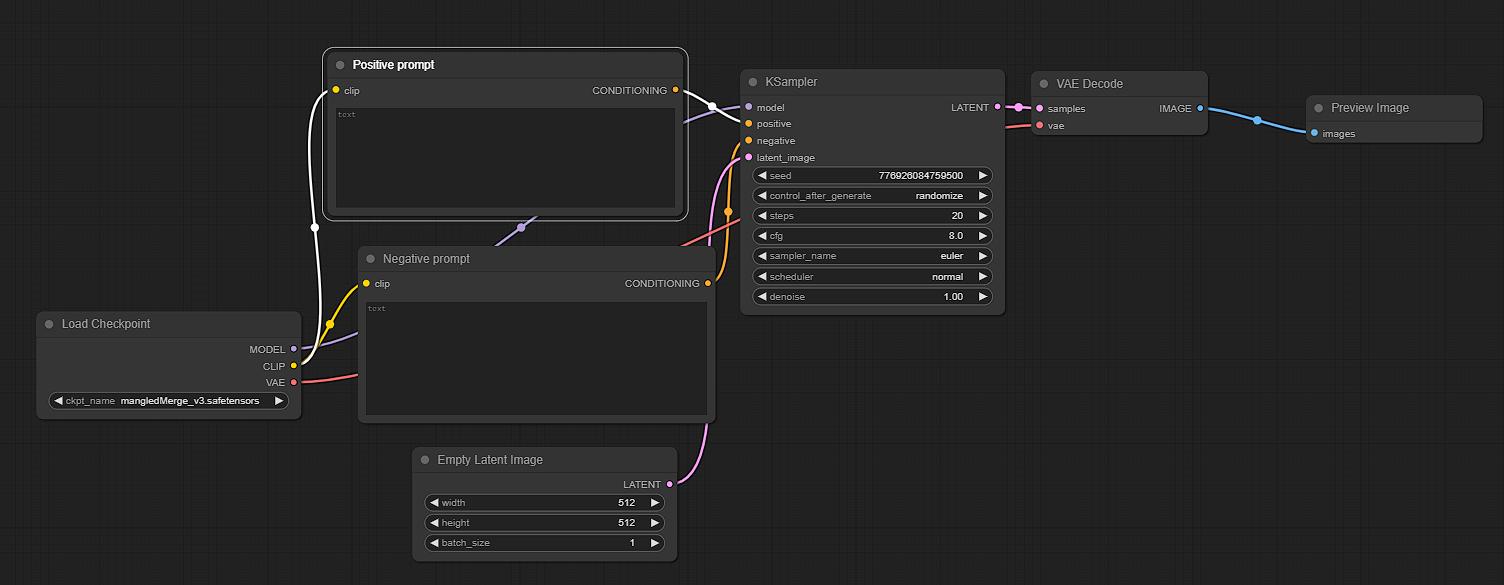 Positive prompt
clip
CONDITIONING
text
Negative prompt
clip
CONDITIONING
text
Load Checkpoint
MODEL
CLIP
VAE
ckpt_name mangledMerge_v3.safetensors
Empty Latent Image
LATENT
width 512
height 512
batch_size 1
KSampler
model LATENT
positive
negative
latent_image
seed 776926084759500
control_after_generate randomize
steps 20
cfg 8.0
sampler_name euler
scheduler normal
denoise 1.00
VAE Decode
samples IMAGE
vae
Preview Image
images